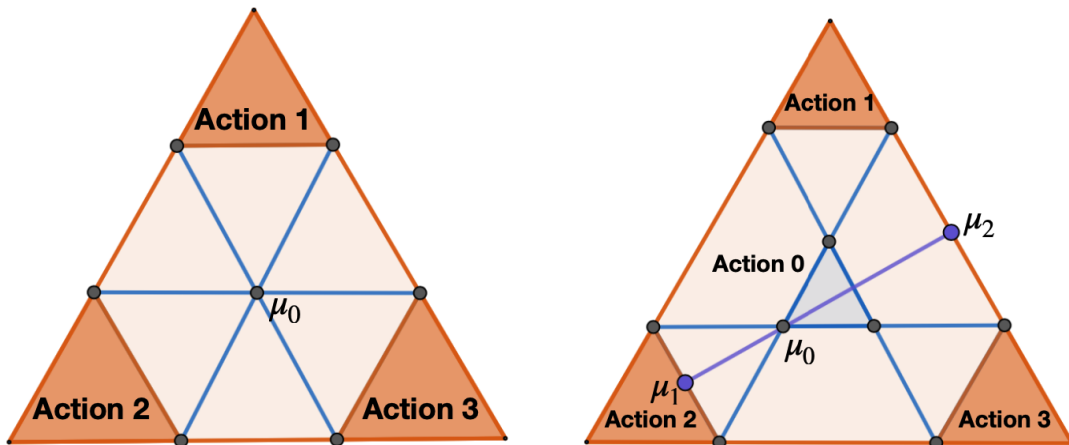 Action 1
μ0
Action 2
Action 3
Action 1
μ2
Action 0
μ0
μ1
Action 2
Action 3